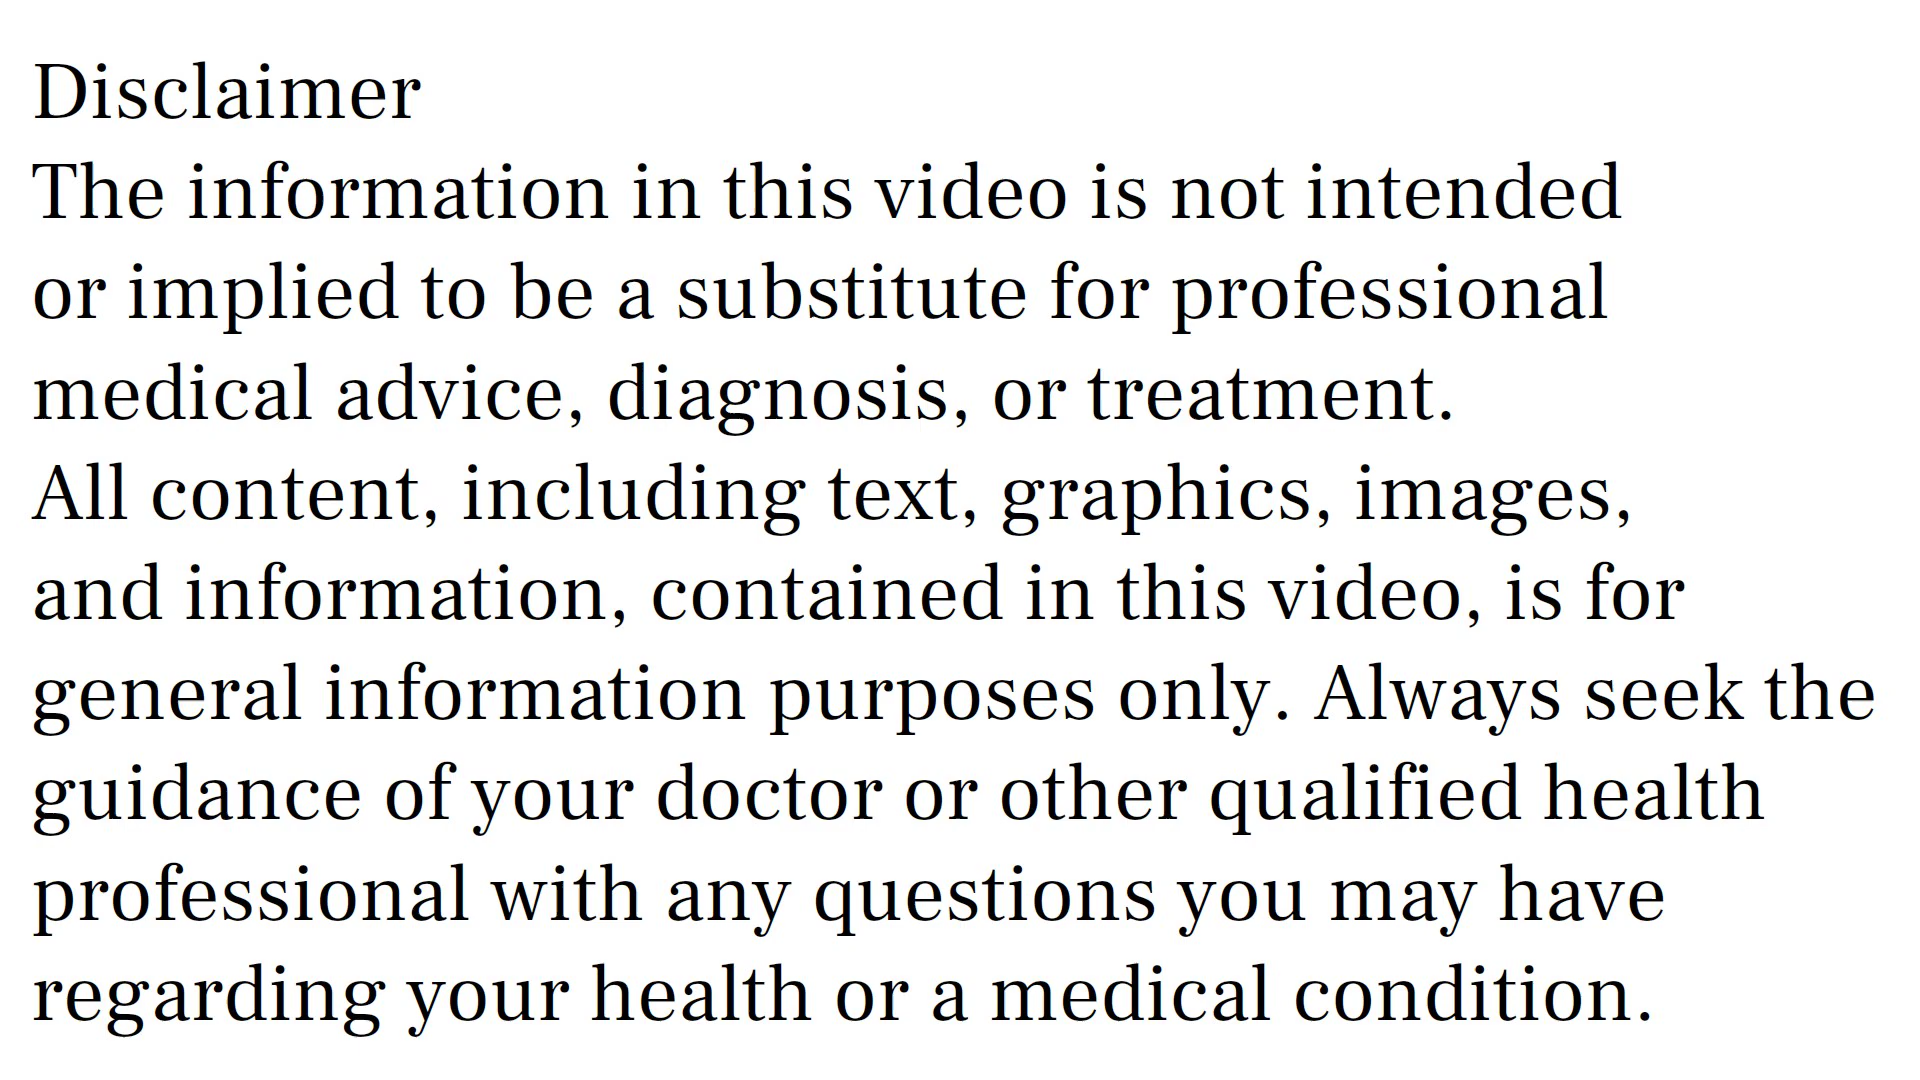 Disclaimer
The information in this video is not intended
or implied to be a substitute for professional
medical advice, diagnosis, or treatment.
All content, including text, graphics, images,
and information, contained in this video, is for
general information purposes only. Always seek the
guidance of your doctor or other qualified health
professional with any questions you may have
regarding your health or a medical condition.